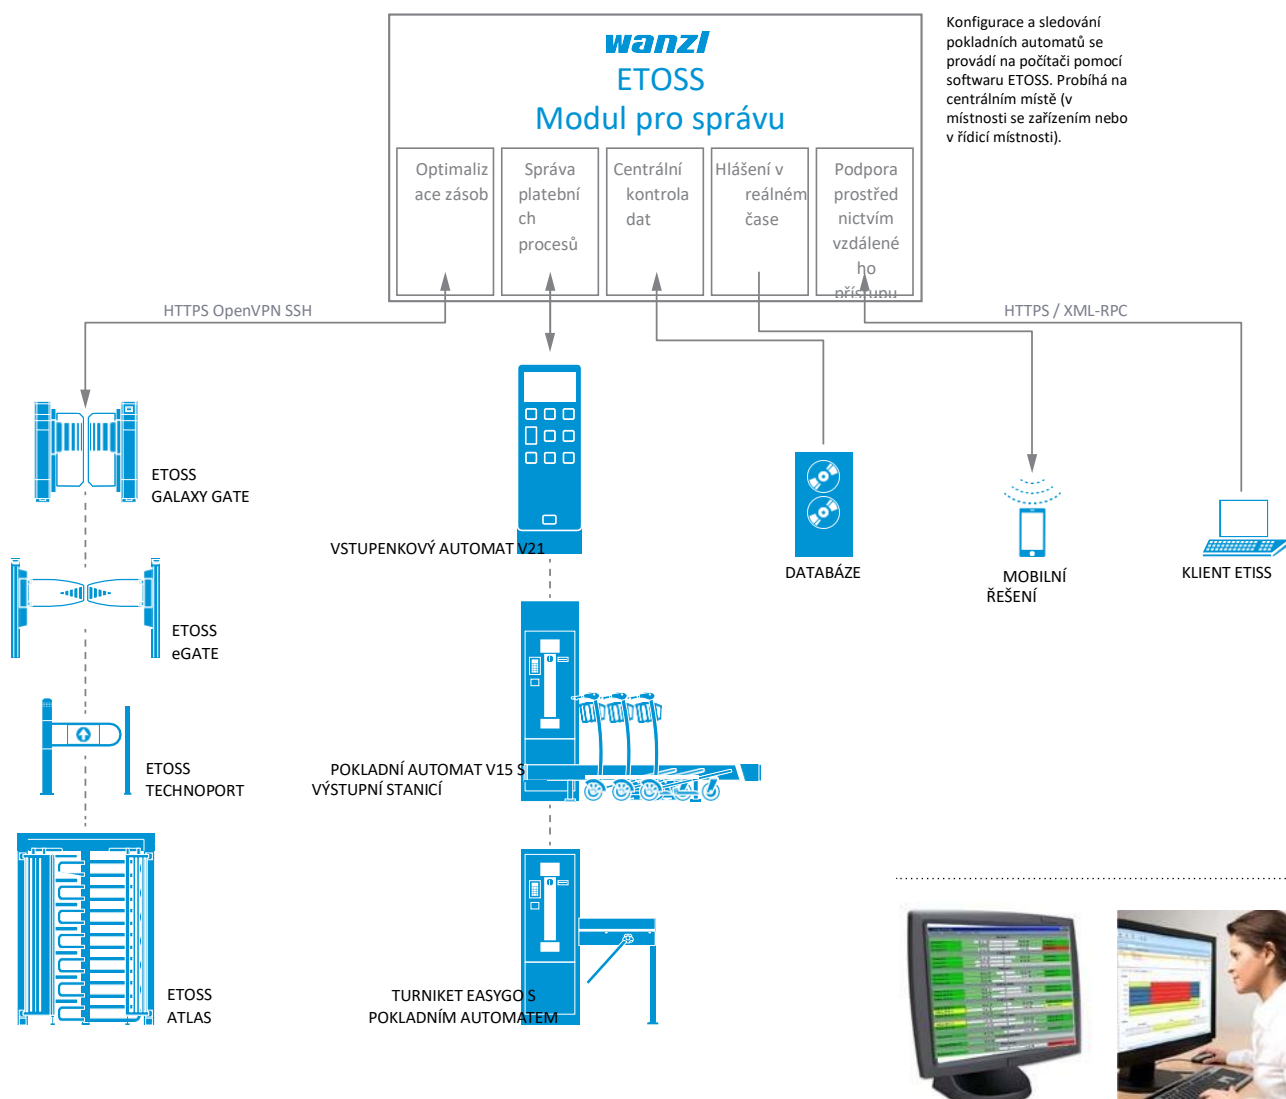 wanzl
ETOSS
Modul pro správu
Konfigurace a sledování
pokladních automatů se
provádí na počítači pomocí
softwaru ETOSS. Probíhá na
centrálním místě (v
místnosti se zařízením nebo
v řídicí místnosti).
Optimaliz
ace zásob
Správa
platební
ch
procesů
Centrální
kontrola
dat
Hlášení v
reálném
čase
Podpora
prostřed
nictvím
vzdálené
ho
přístupu
HTTPS OpenVPN SSH
HTTPS / XML-RPC
ETOSS
GALAXY GATE
VSTUPENKOVÝ AUTOMAT V21
DATABÁZE
MOBILNÍ
ŘEŠENÍ
KLIENT ETISS
ETOSS
eGATE
ETOSS
TECHNOPORT
POKLADNÍ AUTOMAT V15 S
VÝSTUPNÍ STANICÍ
ETOSS
ATLAS
TURNIKET EASYGO S
POKLADNÍM AUTOMATEM